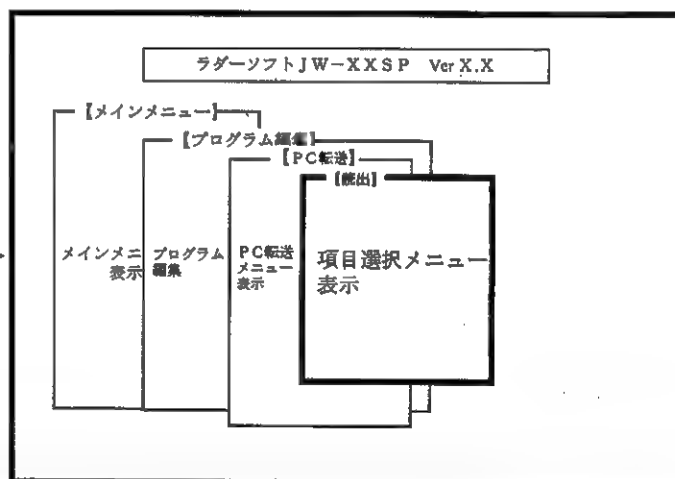 ラダーソフトJW－XXSP　Ver X.X
【メインメニュー】
【プログラム編集】
【PC転送】
【読出】
メインメニ
表示
プログラム
編集
PC転送
メニュー
表示
項目選択メニュー
表示